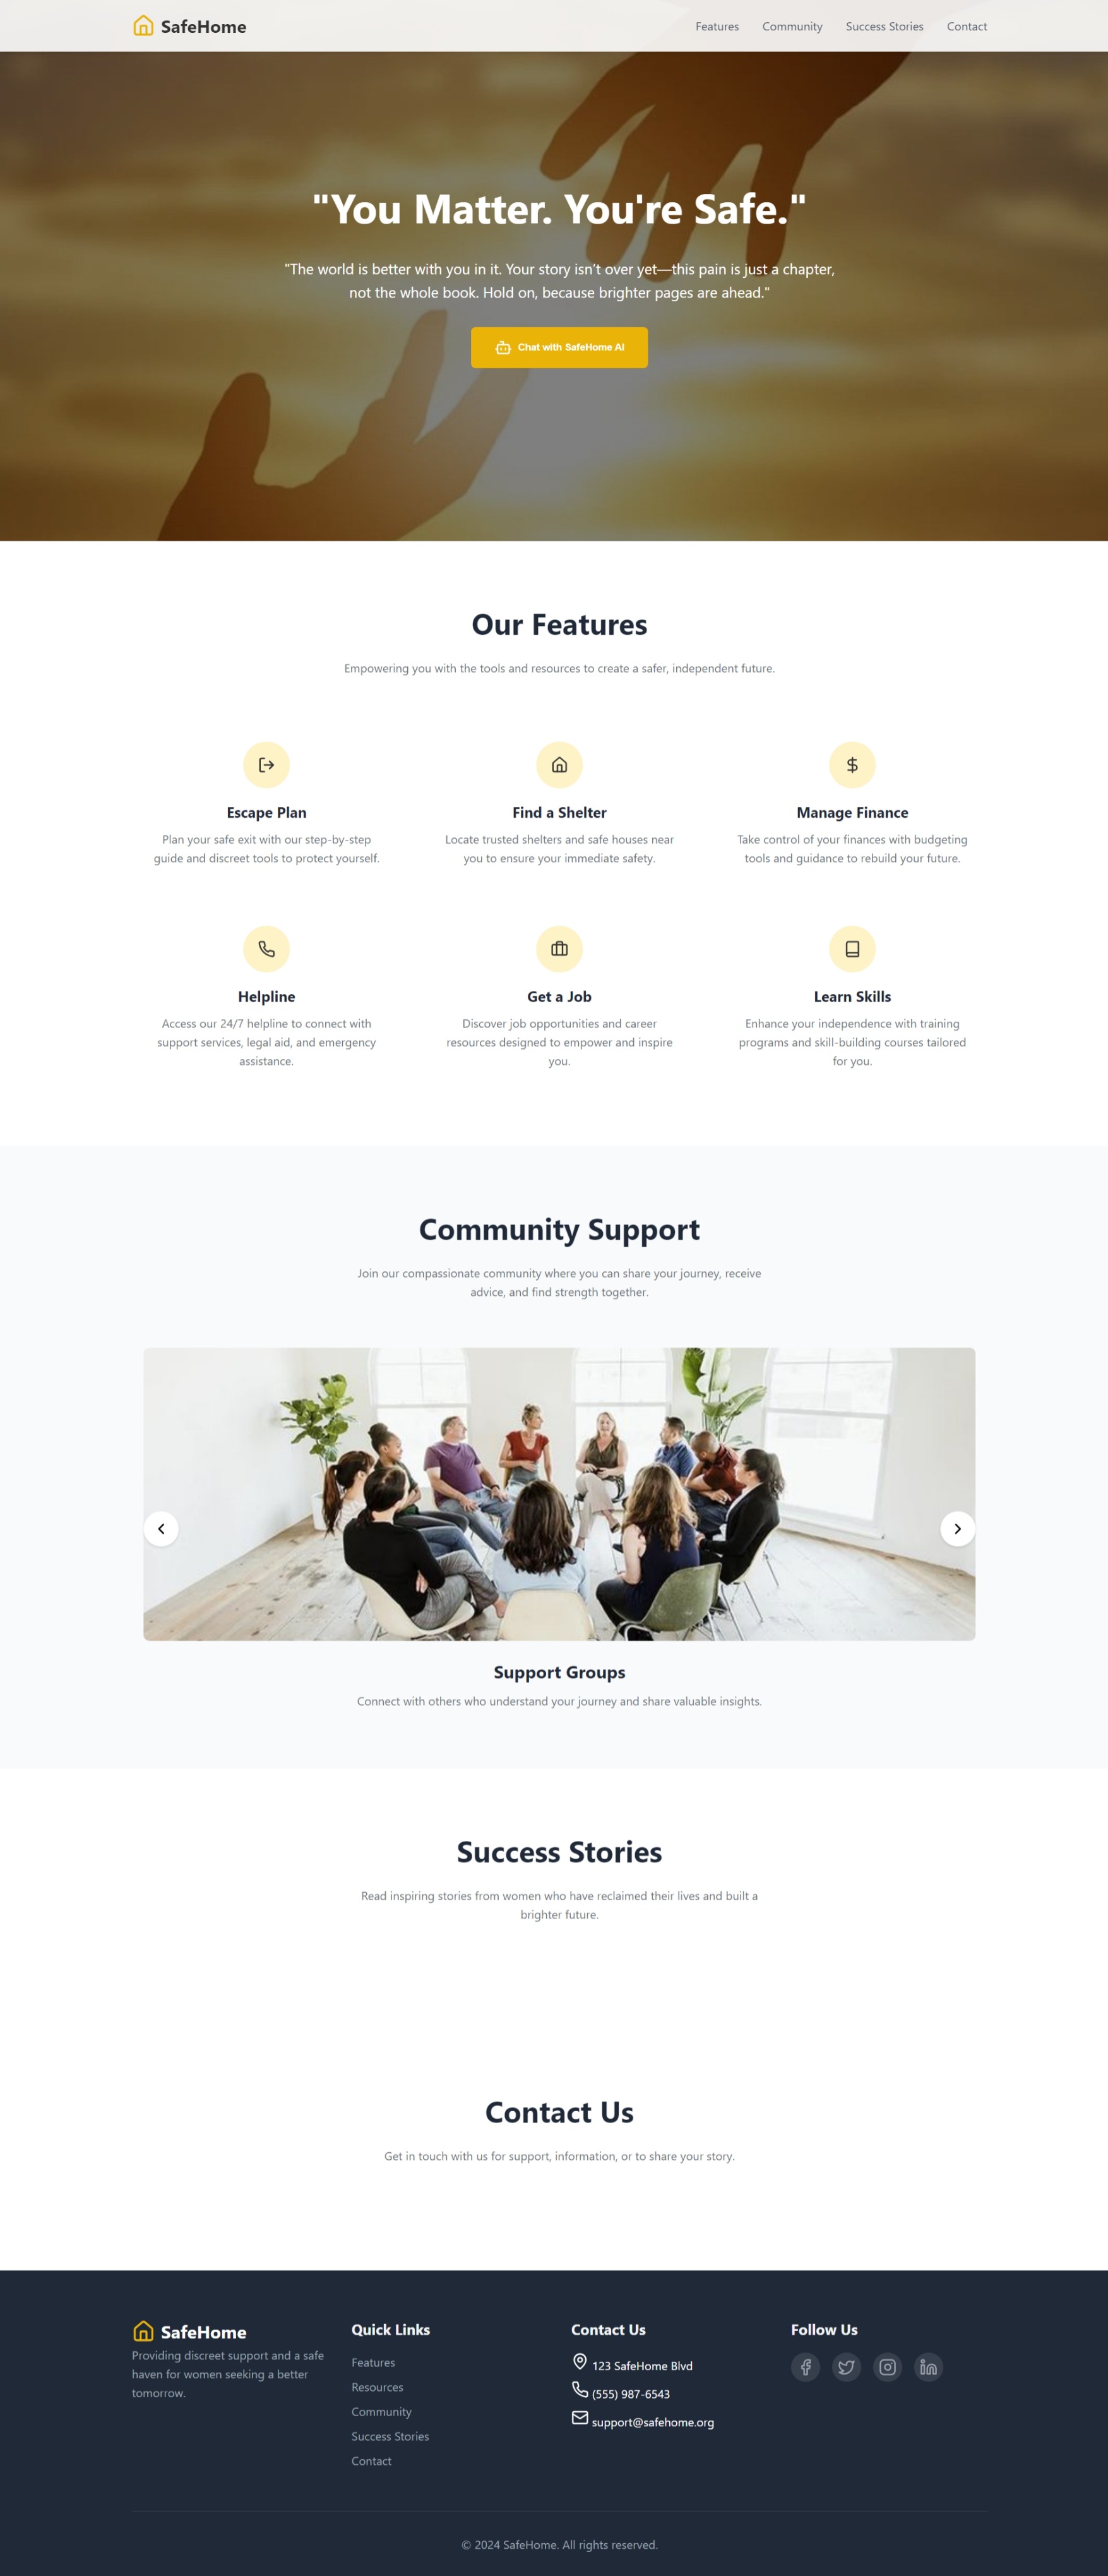 SafeHome
Features
Community
Success Stories
Contact
"You Matter. You're Safe."
"The world is better with you in it. Your story isn’t over yet—this pain is just a chapter,
not the whole book. Hold on, because brighter pages are ahead."
Chat with SafeHome AI
Our Features
Empowering you with the tools and resources to create a safer, independent future.
Escape Plan
Plan your safe exit with our step-by-step
guide and discreet tools to protect yourself.
Find a Shelter
Locate trusted shelters and safe houses near
you to ensure your immediate safety.
Manage Finance
Take control of your finances with budgeting
tools and guidance to rebuild your future.
Helpline
Access our 24/7 helpline to connect with
support services, legal aid, and emergency
assistance.
Get a Job
Discover job opportunities and career
resources designed to empower and inspire
you.
Learn Skills
Enhance your independence with training
programs and skill-building courses tailored
for you.
Community Support
Join our compassionate community where you can share your journey, receive
advice, and find strength together.
Support Groups
Connect with others who understand your journey and share valuable insights.
Success Stories
Read inspiring stories from women who have reclaimed their lives and built a
brighter future.
Contact Us
Get in touch with us for support, information, or to share your story.
SafeHome
Providing discreet support and a safe
haven for women seeking a better
tomorrow.
Quick Links
Features
Resources
Community
Success Stories
Contact
Contact Us
123 SafeHome Blvd
(555) 987-6543
support@safehome.org
Follow Us
© 2024 SafeHome. All rights reserved.